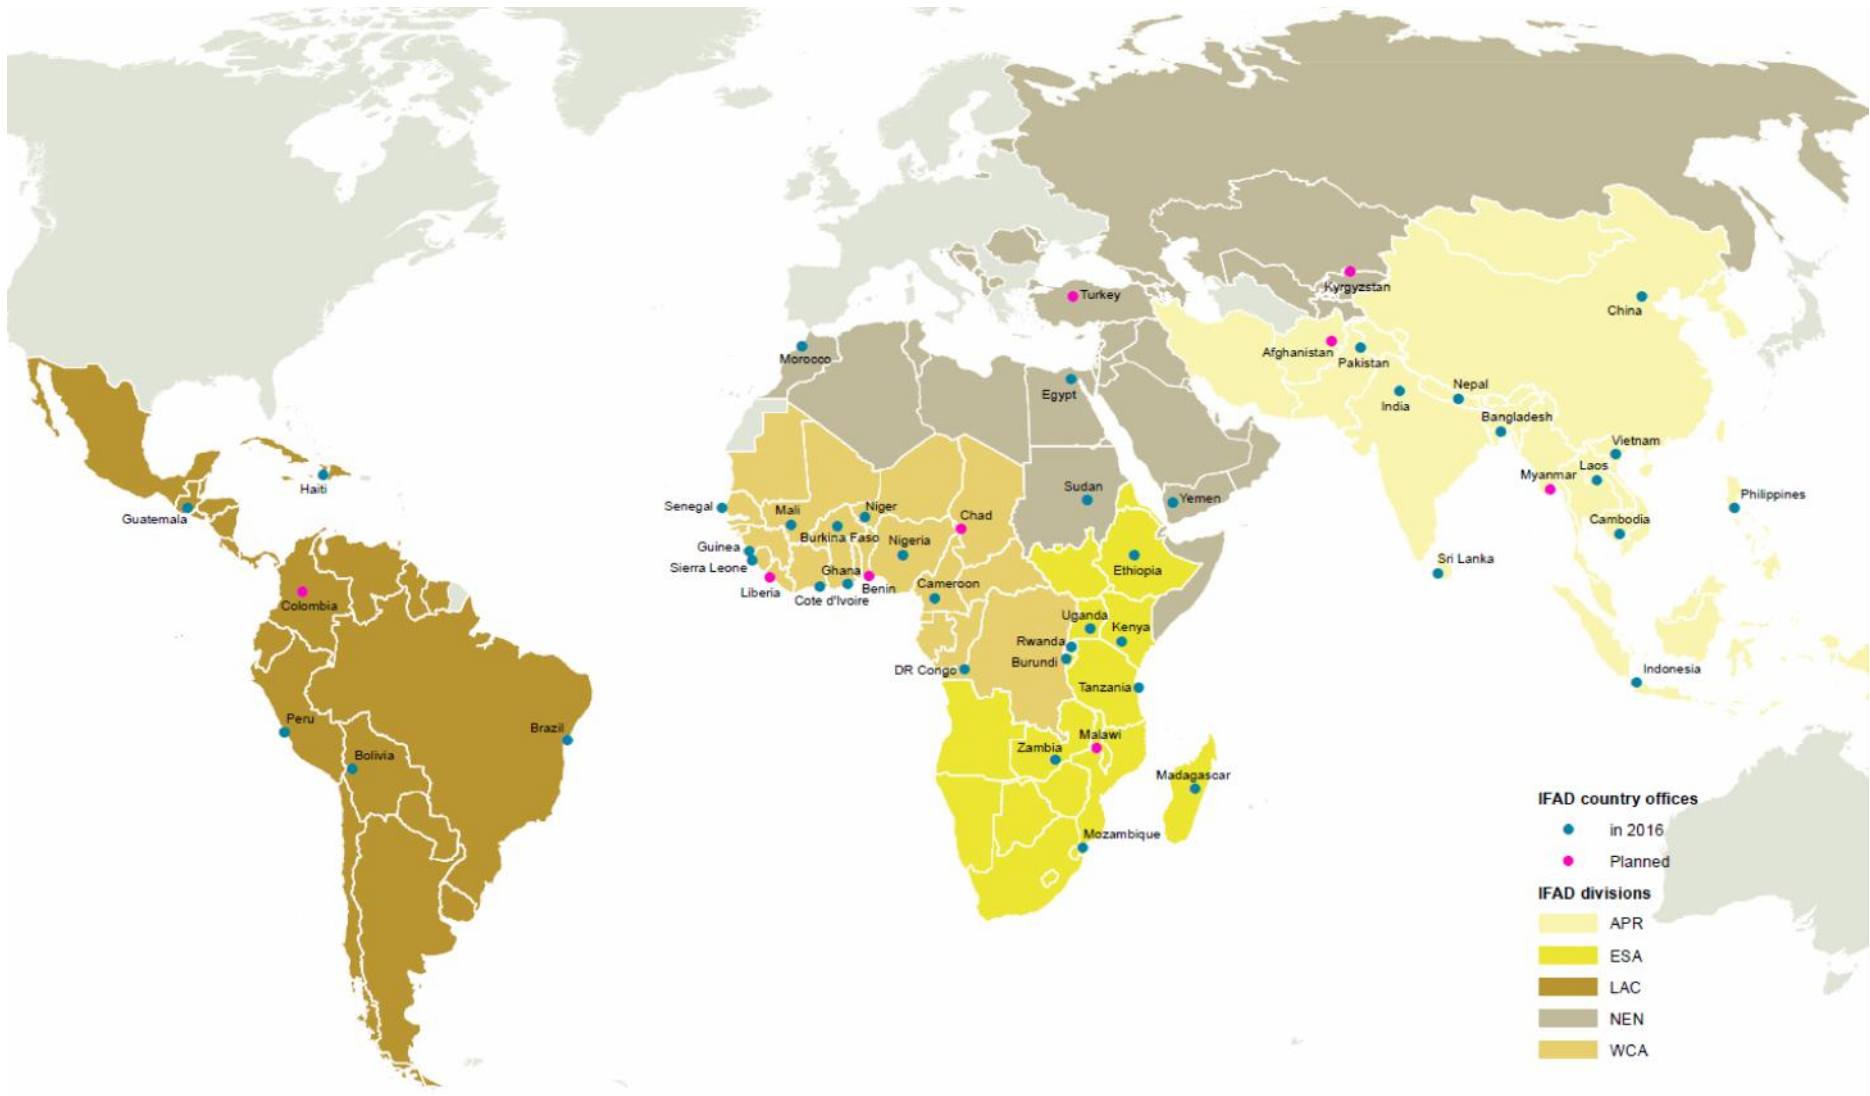 Turkey
Kyrgyzstan
China
Morocco
Afghanistan
Pakistan
Egypt
India
Nepal
Bangladesh
Vietnam
Haiti
Guatemala
Senegal
Mali
Niger
Chad
Sudan
Yemen
Myanmar
Laos
Philippines
Burkina Faso
Nigeria
Cambodia
Guinea
Sierra Leone
Liberia
Ghana
Cote d'Ivoire
Benin
Cameroon
Ethiopia
Sri Lanka
Colombia
Uganda
Kenya
Rwanda
Burundi
DR Congo
Tanzania
Indonesia
Peru
Brazil
Bolivia
Zambia
Malawi
Madagascar
Mozambique
IFAD country offices
in 2016
Planned
IFAD divisions
APR
ESA
LAC
NEN
WCA